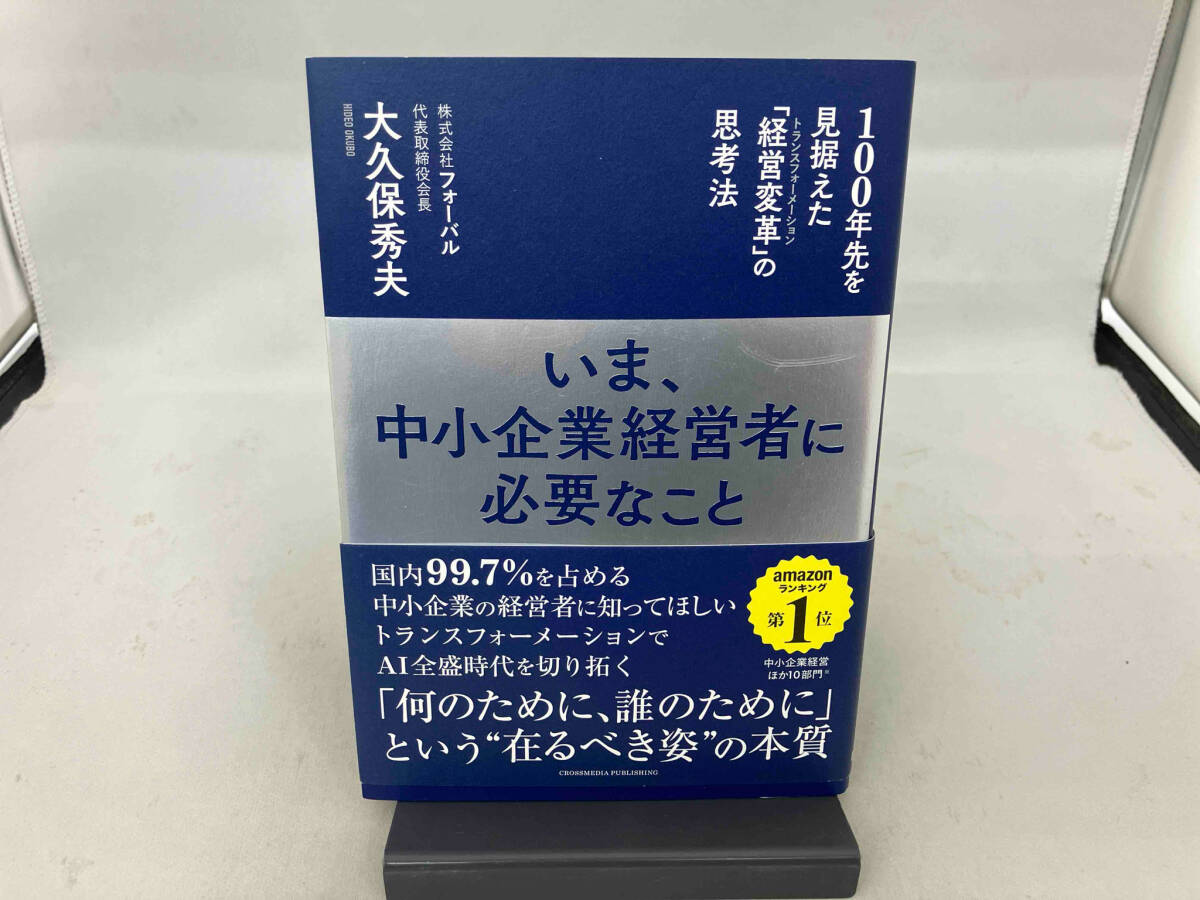 100年先を
見据えた
トランスフォーメーション
「経営変革」の
思考法
株式会社フォーバル
代表取締役会長
大久保秀夫
HIDEO OKUBO
いま、
中小企業経営者に
必要なこと
国内99.7%を占める
中小企業の経営者に知ってほしい
トランスフォーメーションで
AI全盛時代を切り拓く
「何のために、誰のために」
という“在るべき姿”の本質
amazon
ランキング
第1位
中小企業経営
ほか10部門※
CROSSMEDIA PUBLISHING